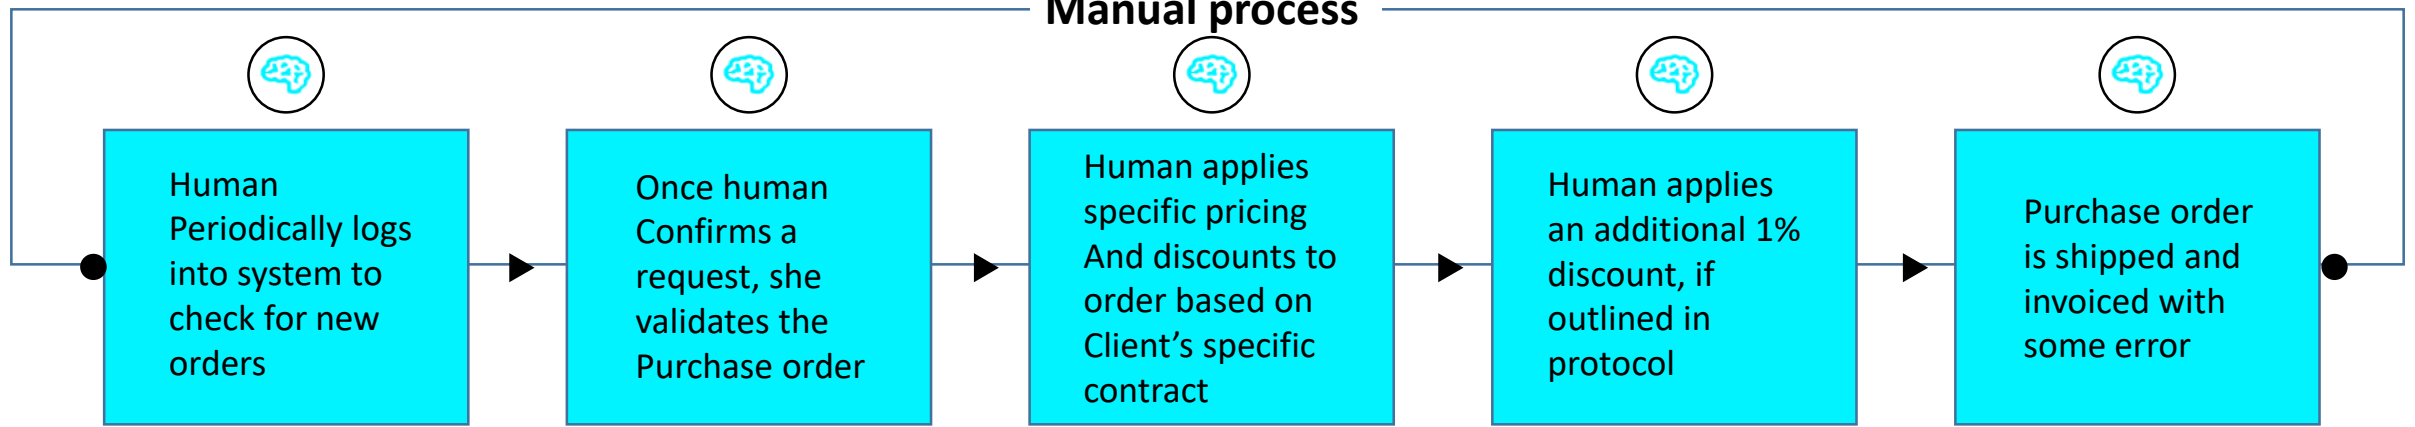 Manual process
Human
Periodically logs
into system to
check for new
orders
Once human
Confirms a
request, she
validates the
Purchase order
Human applies
specific pricing
And discounts to
order based on
Client’s specific
contract
Human applies
an additional 1%
discount, if
outlined in
protocol
Purchase order
is shipped and
invoiced with
some error